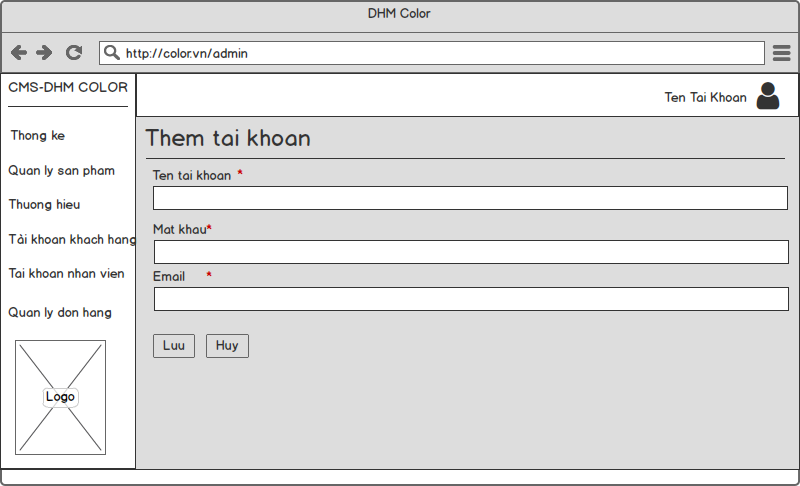 DHM Color
http://color.vn/admin
CMS-DHM COLOR
Ten Tai Khoan
Thong ke
Quan ly san pham
Thuong hieu
Tài khoan khach hang
Tai khoan nhan vien
Quan ly don hang
Logo
Them tai khoan
Ten tai khoan *
Mat khau*
Email *
Luu Huy